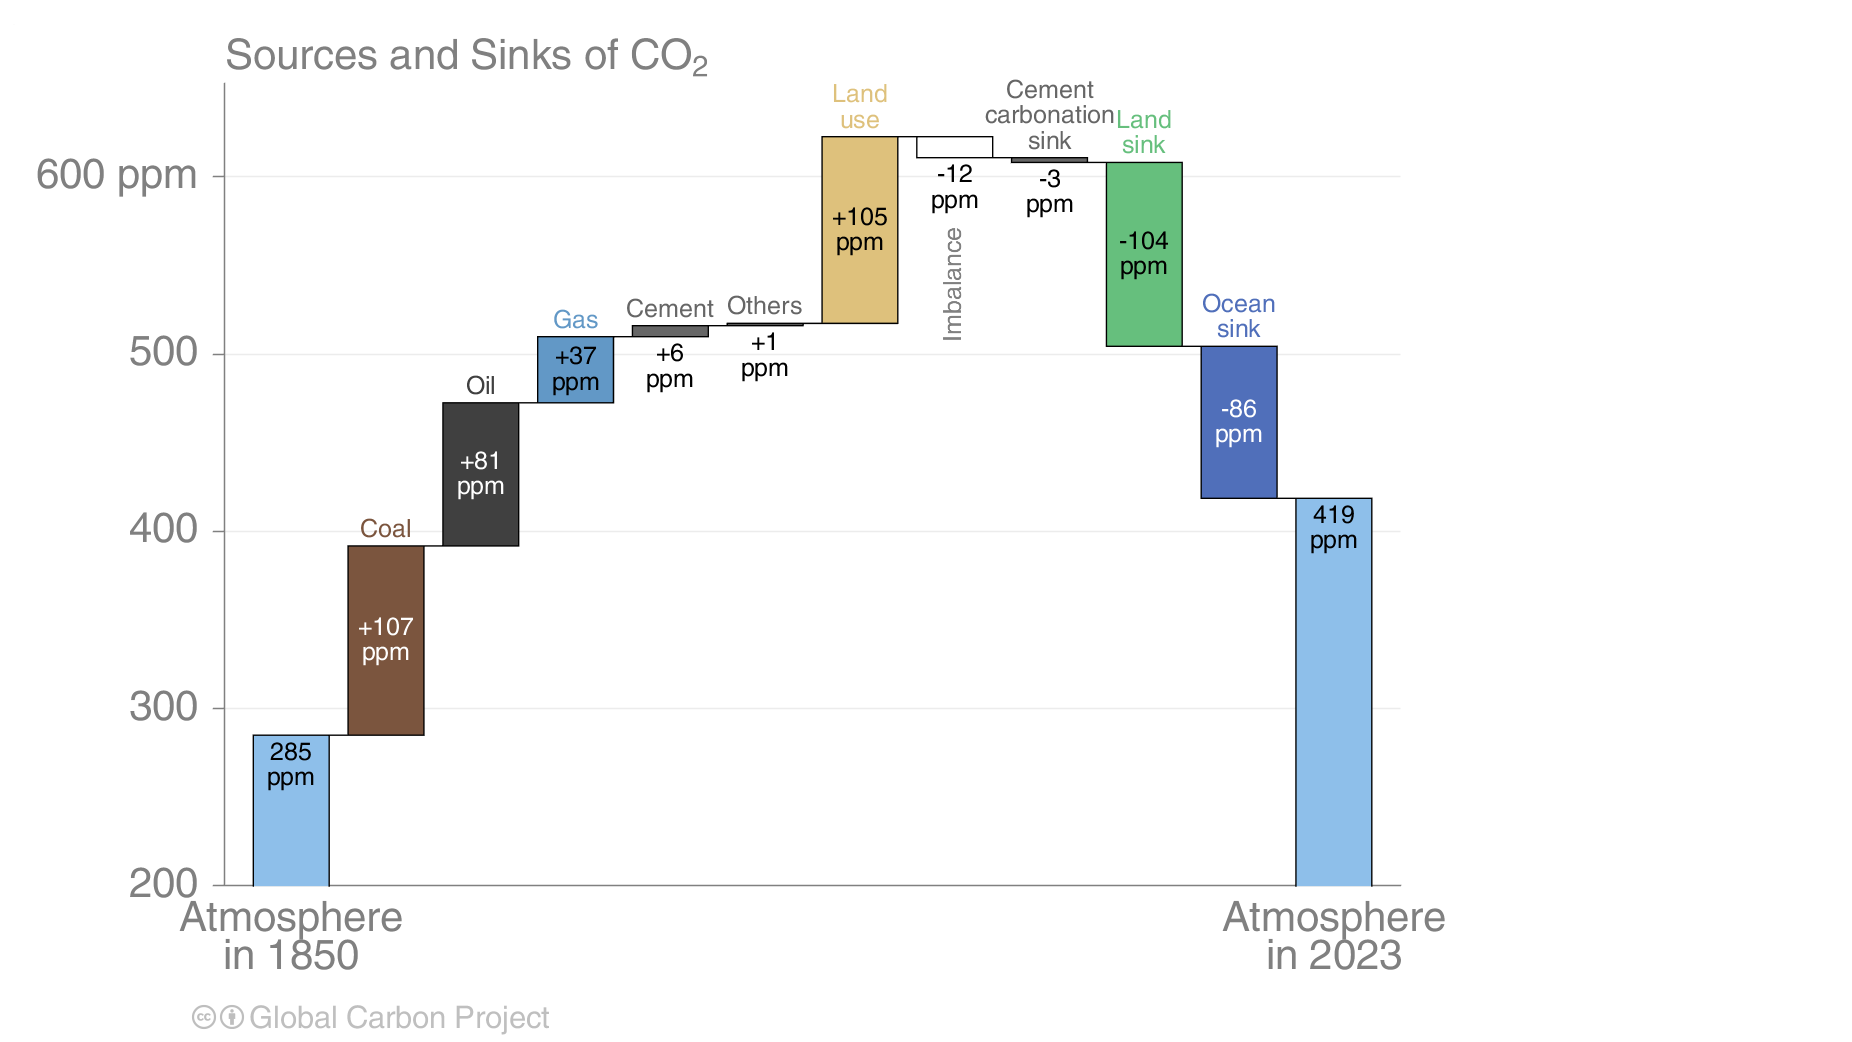 Sources and Sinks of CO₂
600 ppm
500
400
300
200
285
ppm
Atmosphere
in 1850
Coal
+107
ppm
Oil
+81
ppm
Gas
+37
ppm
Cement
+6
ppm
Others
+1
ppm
Land
use
+105
ppm
-12
ppm
Imbalance
Cement
carbonation
sink
-3
ppm
Land
sink
-104
ppm
Ocean
sink
-86
ppm
419
ppm
Atmosphere
in 2023
cc Global Carbon Project